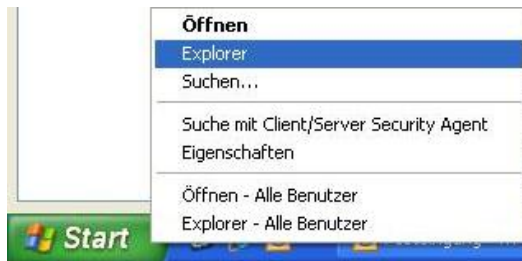 Öffnen
Explorer
Suchen...
Suche mit Client/Server Security Agent
Eigenschaften
Öffnen - Alle Benutzer
Explorer - Alle Benutzer
Start